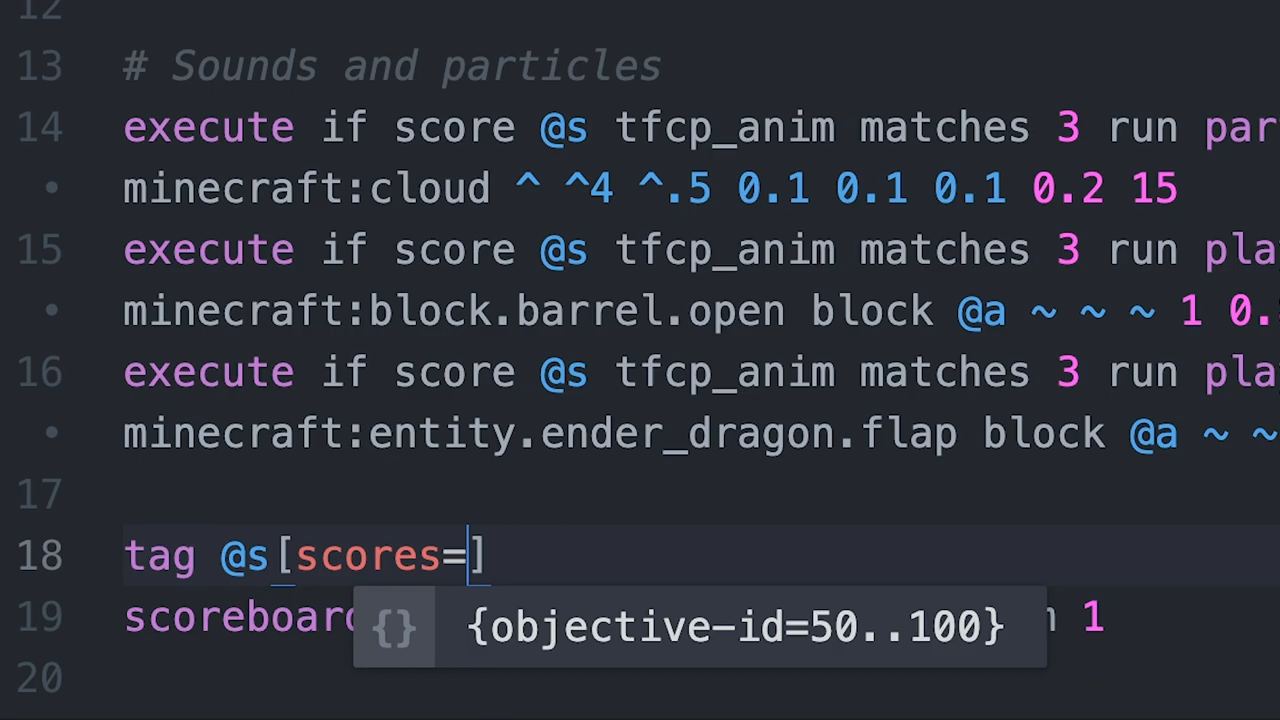 12
13 # Sounds and particles
14 execute if score @s tfcp_anim matches 3 run par
• minecraft:cloud ^ ^4 ^.5 0.1 0.1 0.1 0.2 15
15 execute if score @s tfcp_anim matches 3 run pla
• minecraft:block.barrel.open block @a ~ ~ ~ 1 0.
16 execute if score @s tfcp_anim matches 3 run pla
• minecraft:entity.ender_dragon.flap block @a ~ ~
17
18 tag @s[scores=]
19 scoreboard 1
{} {objective-id=50..100}
20